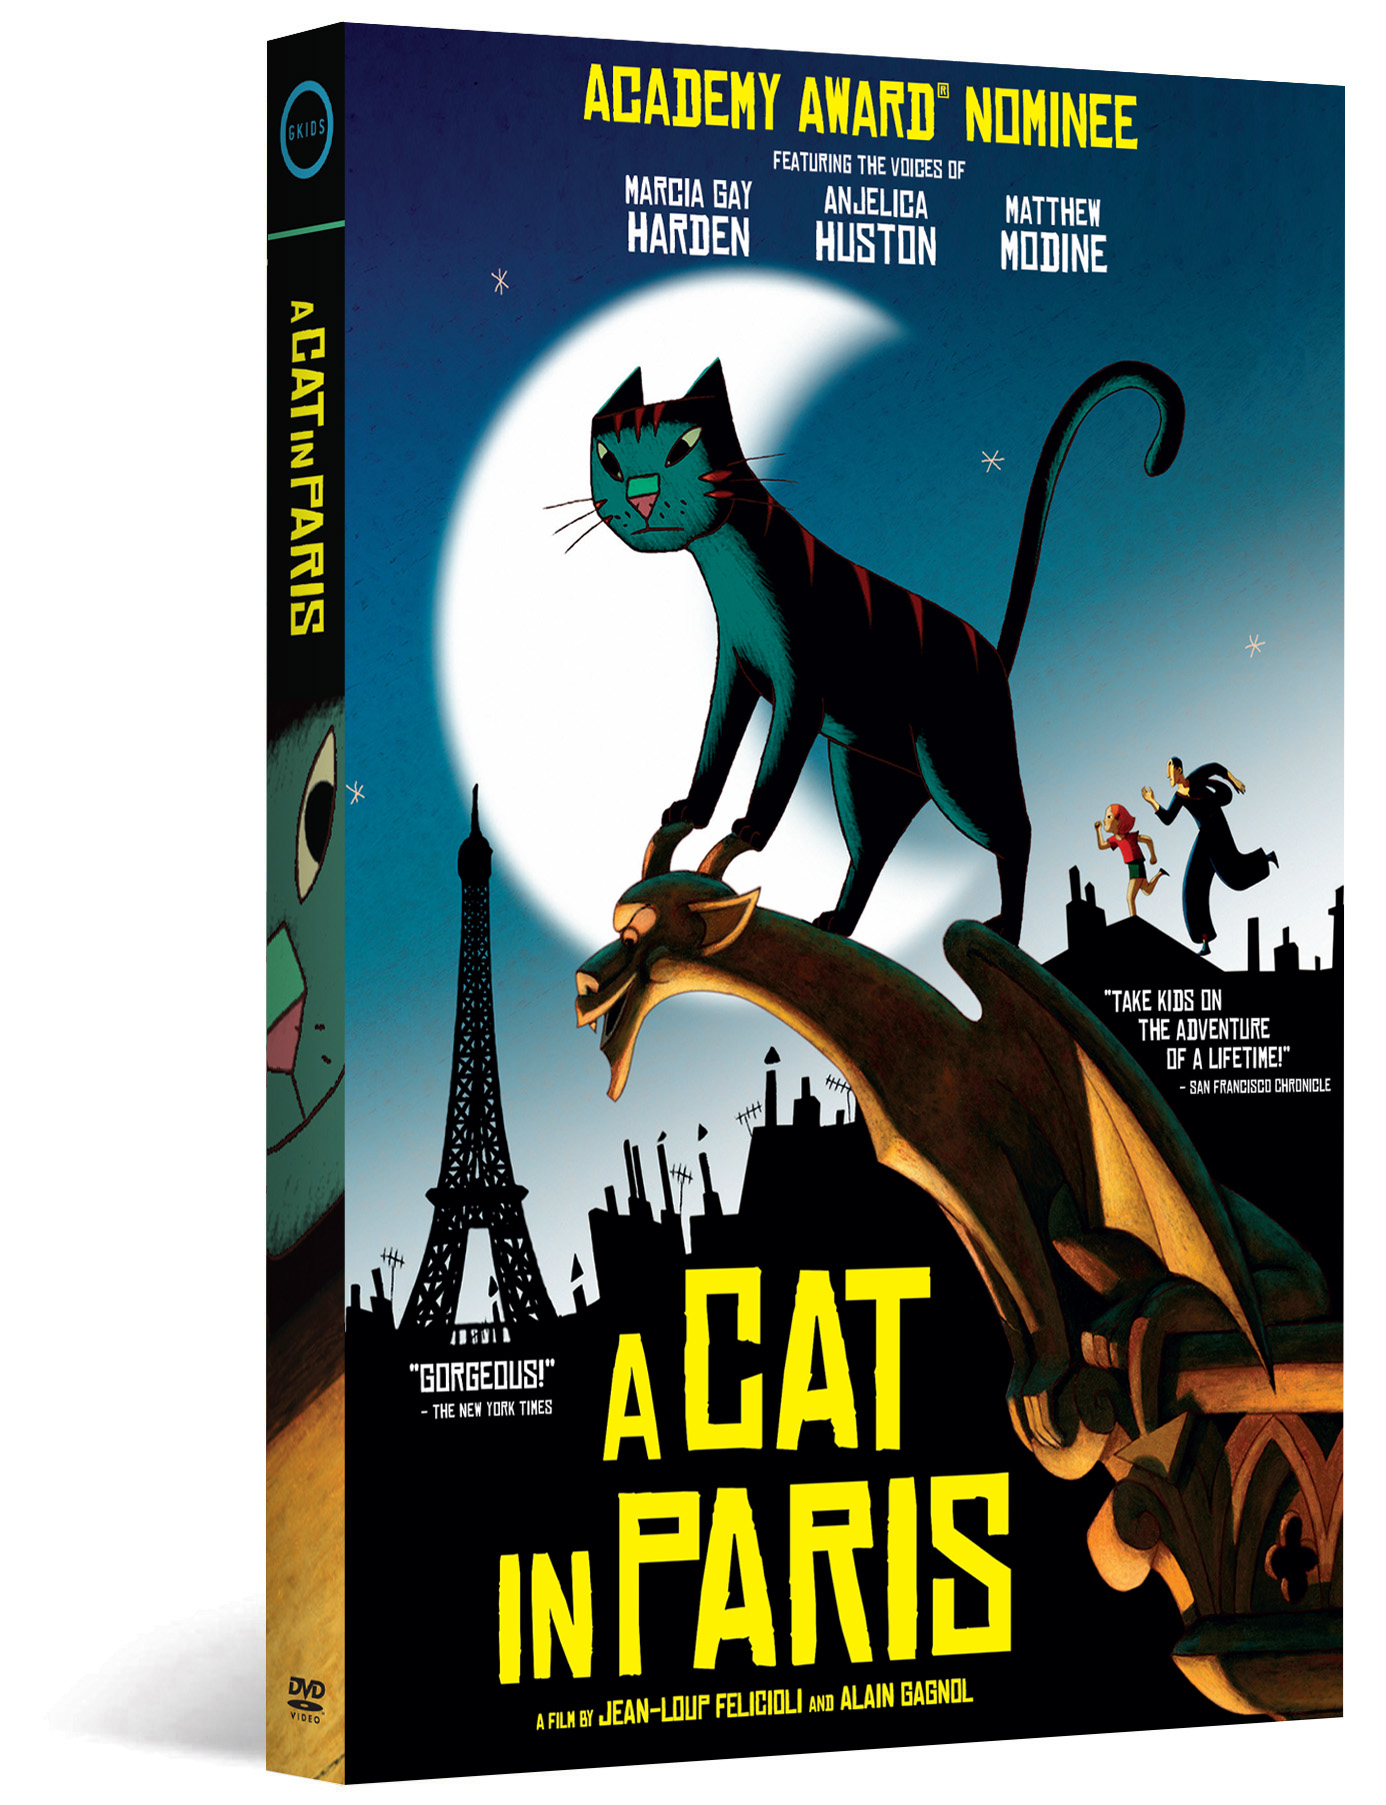 GKIDS
A CAT IN PARIS
DVD
VIDEO
ACADEMY AWARD® NOMINEE
FEATURING THE VOICES OF
MARCIA GAY
HARDEN
ANJELICA
HUSTON
MATTHEW
MODINE
"TAKE KIDS ON
THE ADVENTURE
OF A LIFETIME!"
– SAN FRANCISCO CHRONICLE
"GORGEOUS!"
– THE NEW YORK TIMES
A CAT
IN PARIS
A FILM BY JEAN-LOUP FELICIOLI AND ALAIN GAGNOL